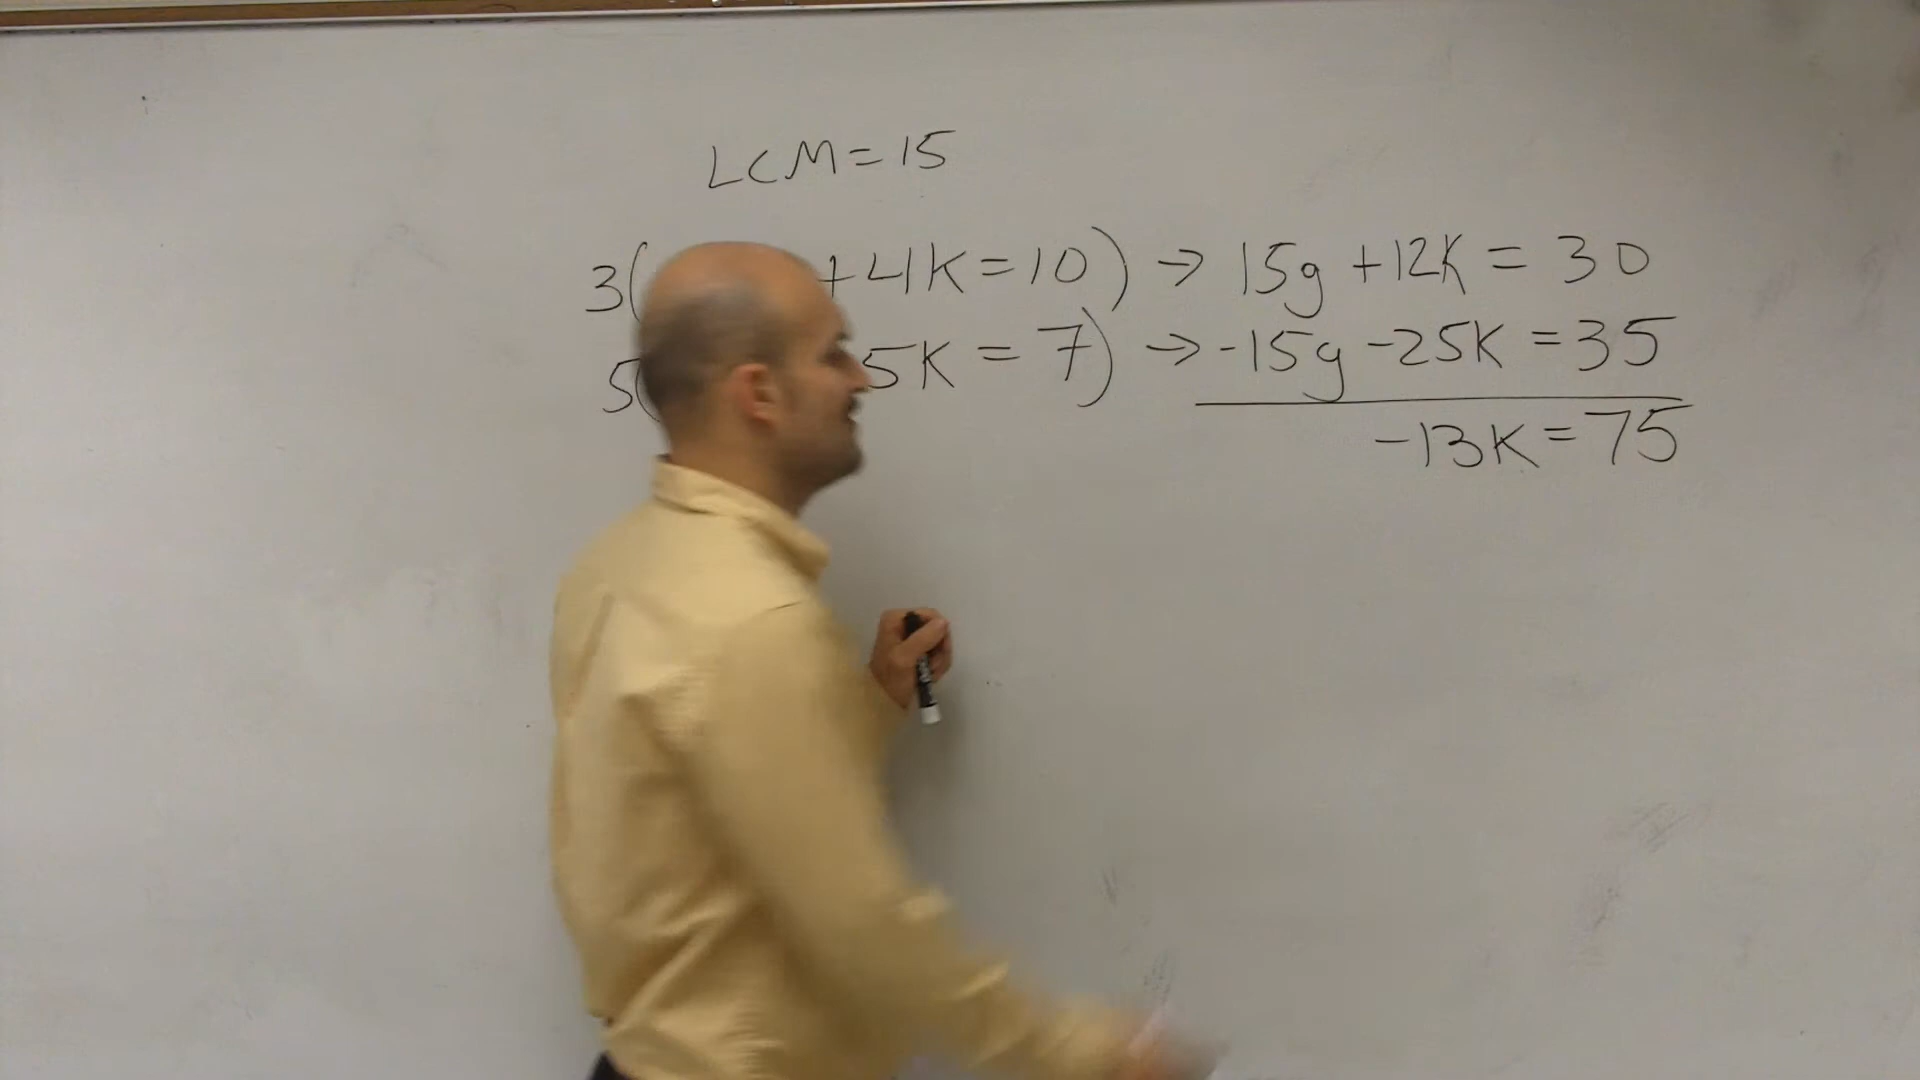 LCM=15
3( +4K=10) → 15g +12K = 30
5( 5K = 7) → -15g -25K = 35
-13K = 75